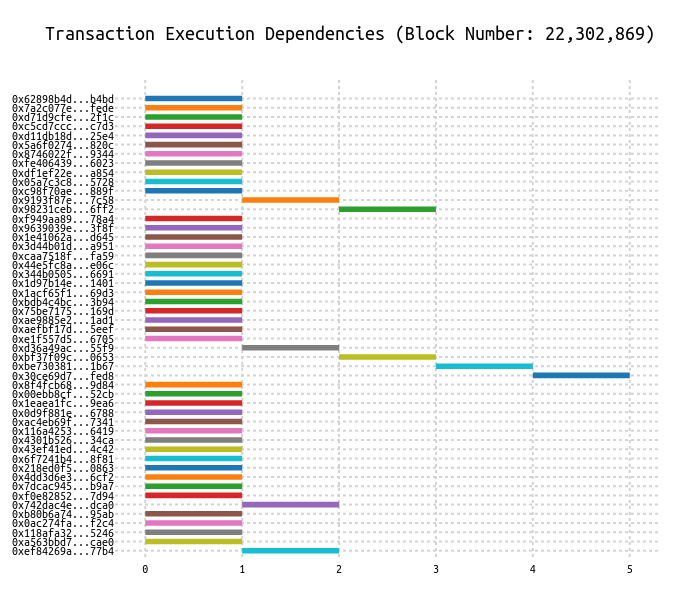 Transaction Execution Dependencies (Block Number: 22,302,869)
0x62898b4d...b4bd
0x7a2c077e...fede
0xd71d9cfe...2f1c
0xc5cd7ccc...c7d3
0xd11db18d...25e4
0x5a6f0274...820c
0x8746022f...9344
0xfe406439...6023
0xdf1ef22e...a854
0x05a7c3c8...5728
0xc98f70ae...889f
0x9193f87e...7c58
0x98231ceb...6ff2
0xf949aa89...78a4
0x9639039e...3f8f
0x1e41062a...d645
0x3d44b01d...a951
0xcaa7518f...fa59
0x44e5fc8a...e06c
0x344b0505...6691
0x1d97b14e...1401
0x1acf65f1...69d3
0xbdb4c4bc...3b94
0x75be7175...169d
0xae9885e2...1ad1
0xaefbf17d...5eef
0xe1f557d5...6705
0xd36a49ac...55f9
0xbf37f09c...0653
0xbe730381...1b67
0x30ce69d7...fed8
0x8f4fcb68...9d84
0x00ebb8cf...52cb
0x1eaea1fc...9ea6
0x0d9f881e...6788
0xac4eb69f...7341
0x116a4253...6419
0x4301b526...34ca
0x43ef41ed...4c42
0x6f7241b4...8f81
0x218ed0f5...0863
0x4dd3d6e3...6cf2
0x7dcac945...b9a7
0xf0e82852...7d94
0x742dac4e...dca0
0xb80b6a74...95ab
0x0ac274fa...f2c4
0x118afa32...5246
0xa563bbd7...cae0
0xef84269a...77b4
0 1 2 3 4 5